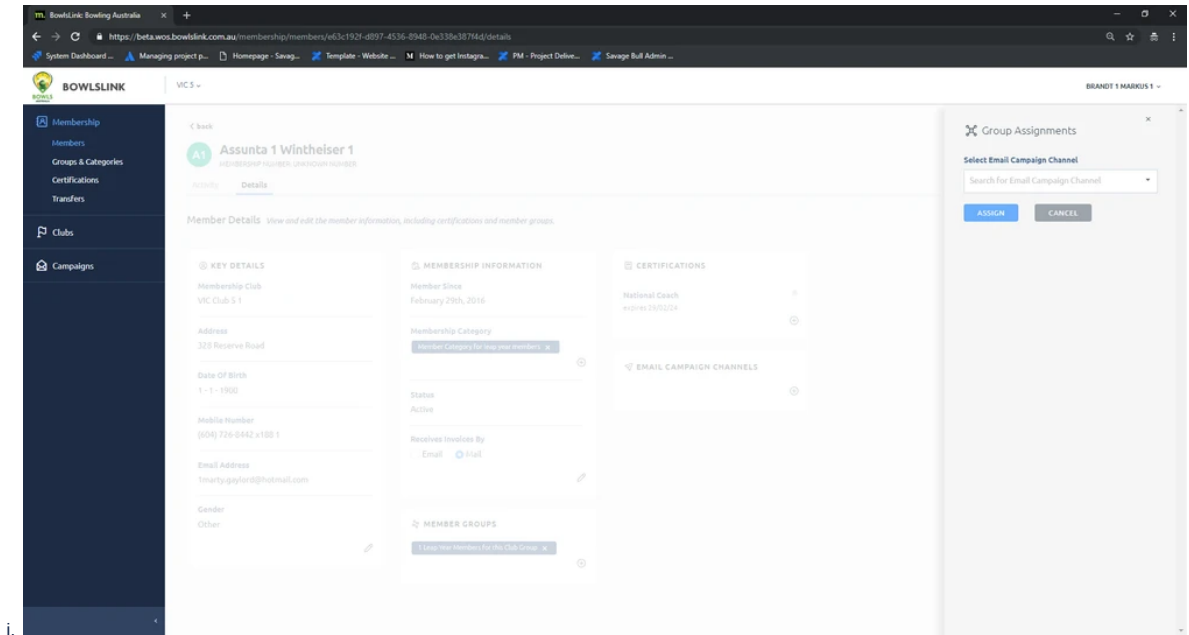 m. BowlsLink: Bowling Australia × +
https://beta.wos.bowlslink.com.au/membership/members/e63c192f-d897-4536-8948-0e338e387f4d/details
System Dashboard ... Managing project p... Homepage - Savag... Template - Website ... M How to get Instagra... PM - Project Delive... Savage Bull Admin ...
BOWLS
BOWLSLINK VIC S BRANDT 1 MARKUS 1
Membership
Members
Groups & Categories
Certifications
Transfers
Clubs
Campaigns
< back
A1 Assunta 1 Wintheiser 1
MEMBERSHIP NUMBER: UNKNOWN NUMBER
Activity Details
Member Details View and edit the member information, including certifications and member groups.
KEY DETAILS
Membership Club
VIC Club S 1
Address
328 Reserve Road
Date Of Birth
1 - 1 - 1900
Mobile Number
(604) 726-0442 x188 1
Email Address
1marty.gaylord@hotmail.com
Gender
Other
MEMBERSHIP INFORMATION
Member Since
February 29th, 2016
Membership Category
Member Category for leap year members x
Status
Active
Receives Invoices By
Email Mail
MEMBER GROUPS
1 Leap Year Members for this Club Group x
CERTIFICATIONS
National Coach
expires 28/02/24
EMAIL CAMPAIGN CHANNELS
Group Assignments ×
Select Email Campaign Channel
Search for Email Campaign Channel
ASSIGN CANCEL
i.